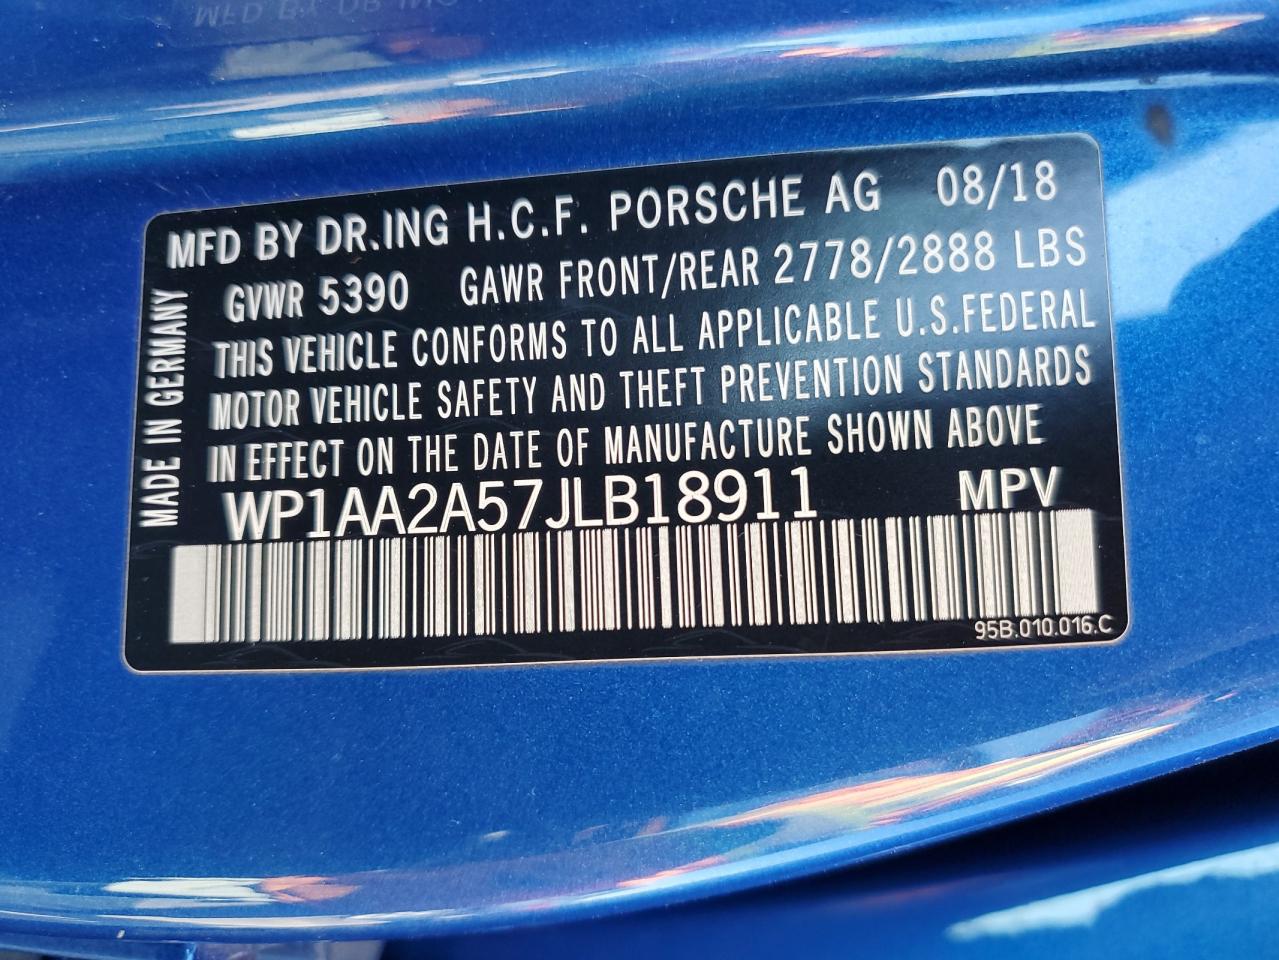 MFD BY DR.ING H.C.F. PORSCHE AG 08/18
GVWR 5390 GAWR FRONT/REAR 2778/2888 LBS
THIS VEHICLE CONFORMS TO ALL APPLICABLE U.S.FEDERAL
MOTOR VEHICLE SAFETY AND THEFT PREVENTION STANDARDS
IN EFFECT ON THE DATE OF MANUFACTURE SHOWN ABOVE
WP1AA2A57JLB18911 MPV
95B.010.016.C
MADE IN GERMANY